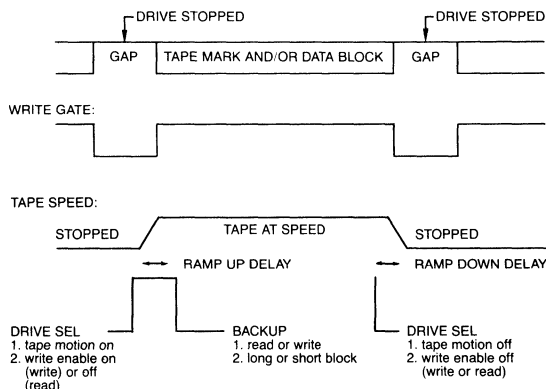 DRIVE STOPPED
DRIVE STOPPED
GAP
TAPE MARK AND/OR DATA BLOCK
GAP
WRITE GATE:
TAPE SPEED:
STOPPED
TAPE AT SPEED
STOPPED
RAMP UP DELAY
RAMP DOWN DELAY
DRIVE SEL
1. tape motion on
2. write enable on
(write) or off
(read)
BACKUP
1. read or write
2. long or short block
DRIVE SEL
1. tape motion off
2. write enable off
(write or read)